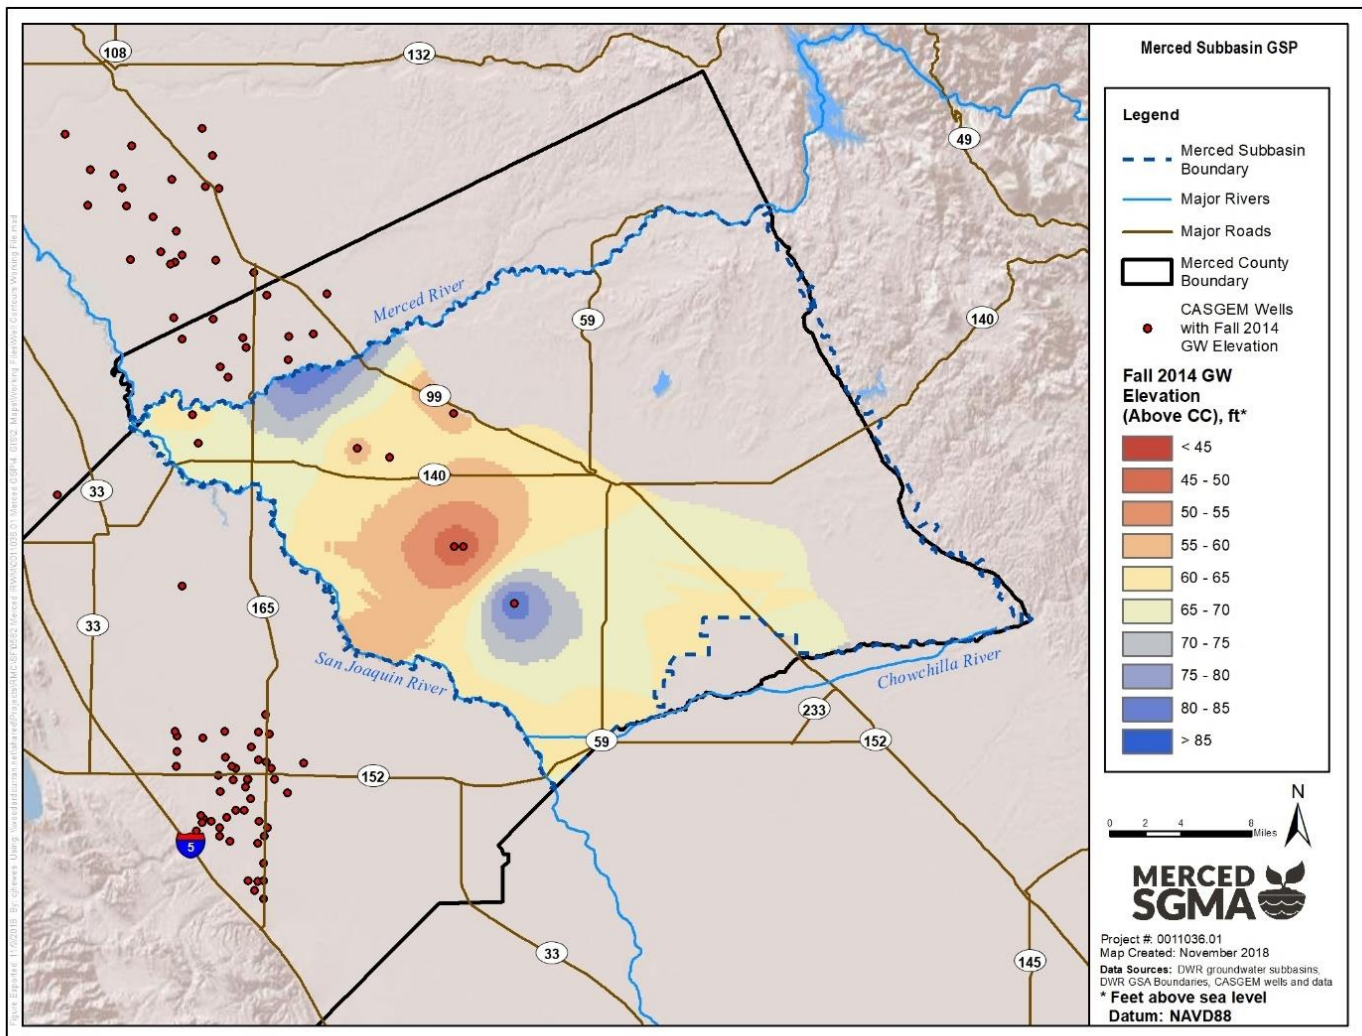 Merced Subbasin GSP
Legend
Merced Subbasin
Boundary
Major Rivers
Major Roads
Merced County
Boundary
CASGEM Wells
with Fall 2014
GW Elevation
Fall 2014 GW
Elevation
(Above CC), ft*
< 45
45 - 50
50 - 55
55 - 60
60 - 65
65 - 70
70 - 75
75 - 80
80 - 85
> 85
N
0 2 4 8
Miles
MERCED
SGMA
Project #: 0011036.01
Map Created: November 2018
Data Sources: DWR groundwater subbasins,
DWR GSA Boundaries, CASGEM wells and data
* Feet above sea level
Datum: NAVD88
108
132
49
Merced River
59
140
99
140
33
165
33
San Joaquin River
Chowchilla River
233
59
152
152
5
33
145